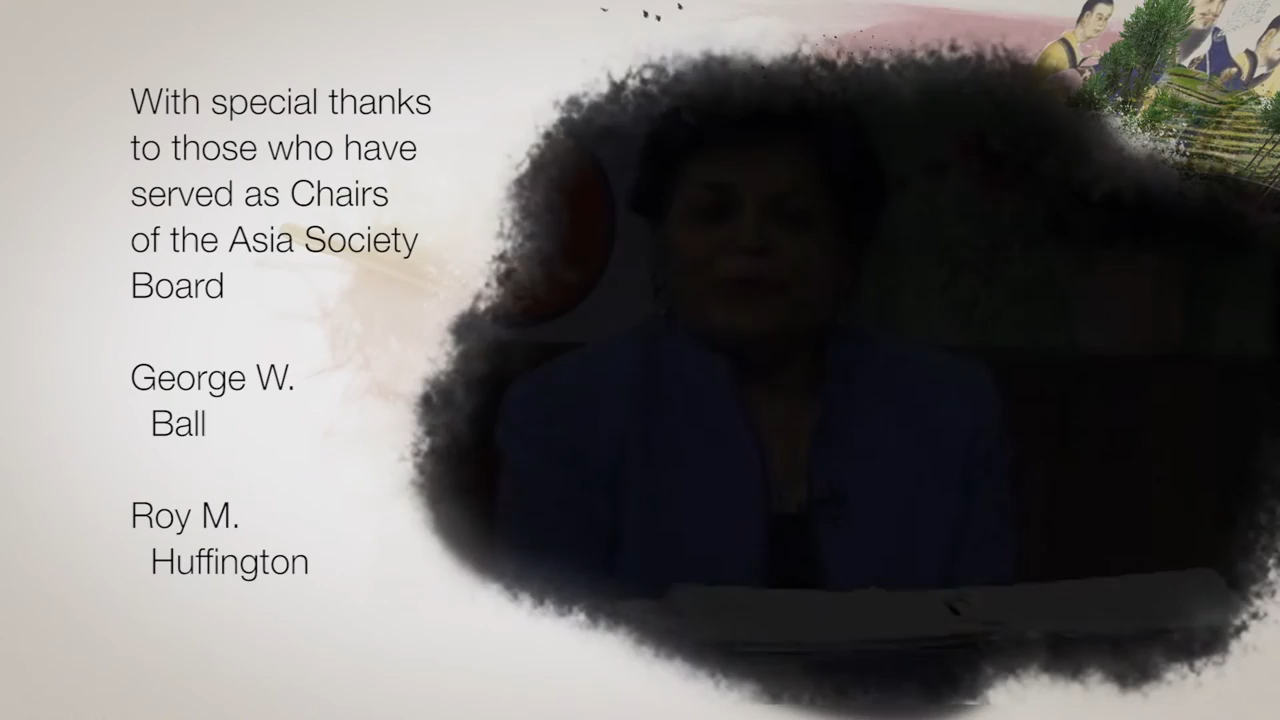 With special thanks
to those who have
served as Chairs
of the Asia Society
Board
George W.
Ball
Roy M.
Huffington